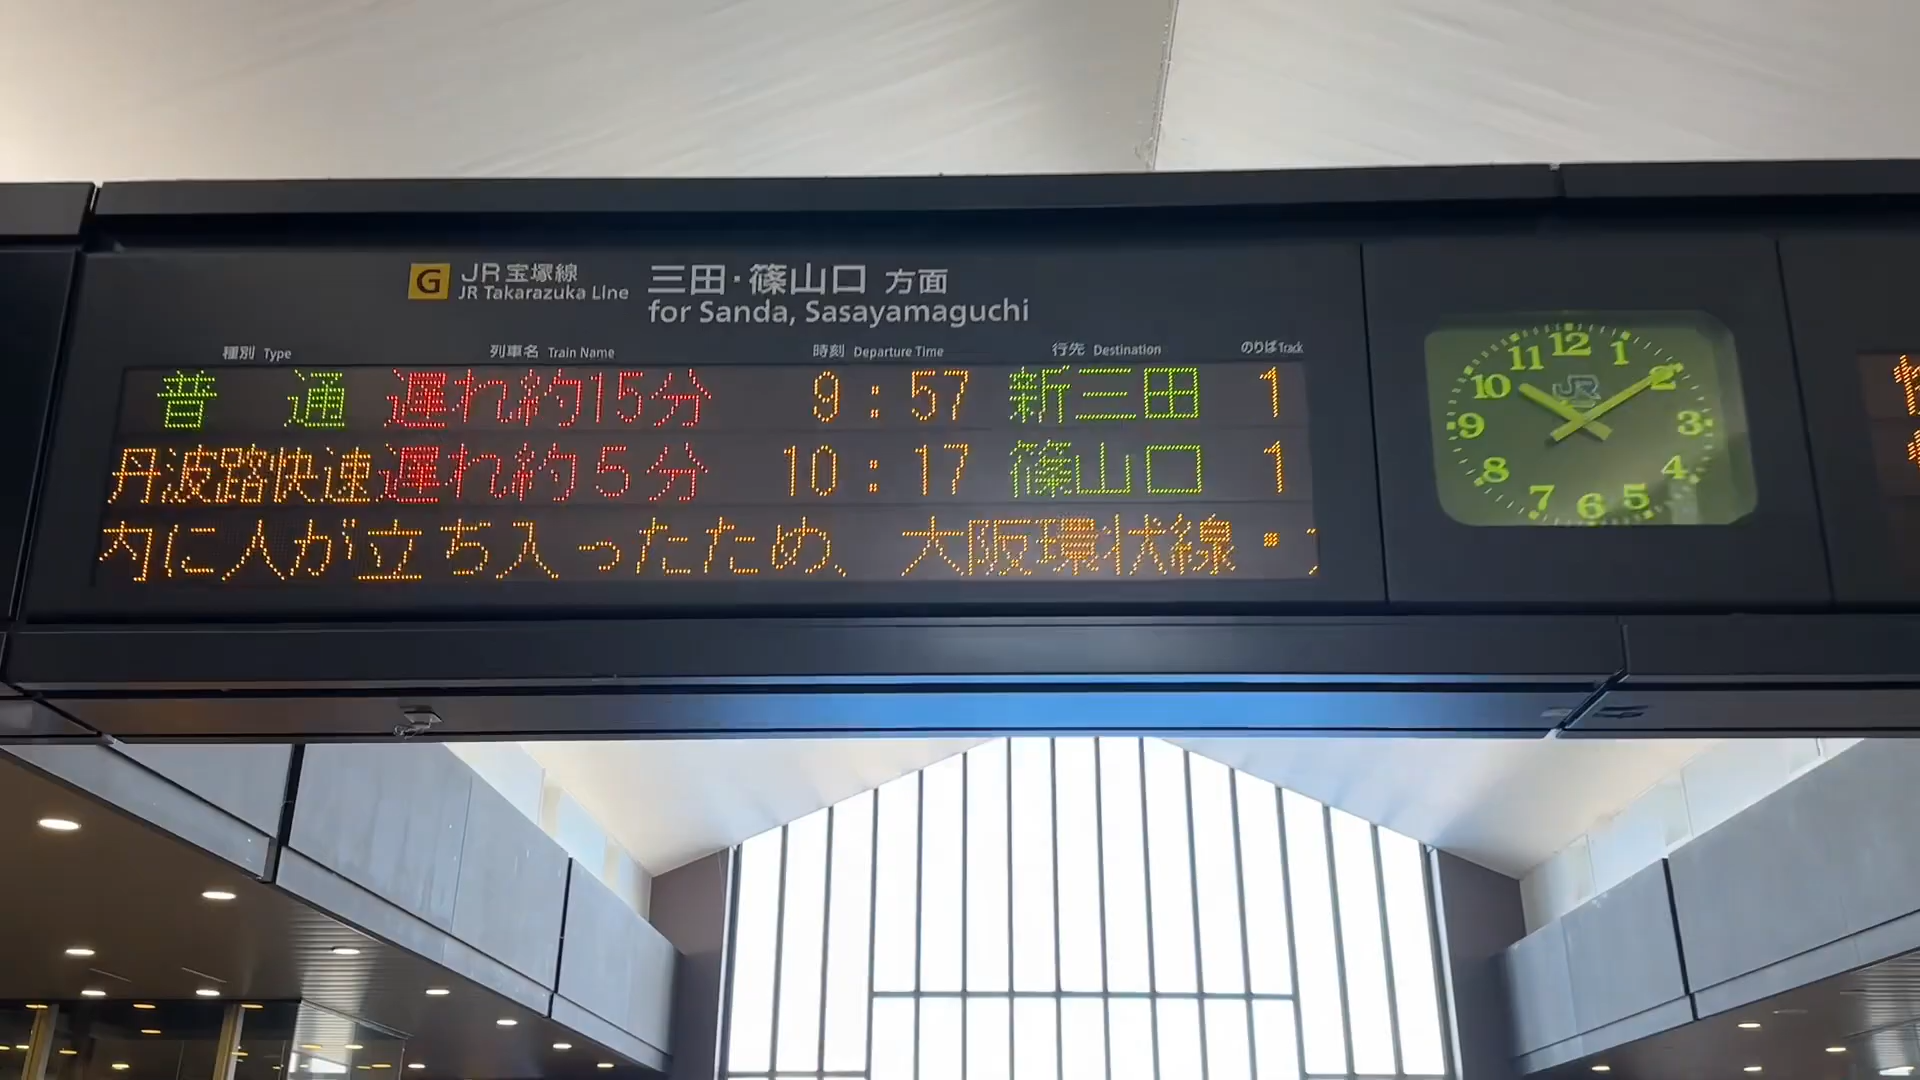 G JR宝塚線 三田・篠山口 方面
JR Takarazuka Line for Sanda, Sasayamaguchi
種別 Type 列車名 Train Name 時刻 Departure Time 行先 Destination のりば Track
普通 遅れ約15分 9:57 新三田 1
丹波路快速 遅れ約5分 10:17 篠山口 1
内に人が立ち入ったため、大阪環状線・
JR
12
1
2
3
4
5
6
7
8
9
10
11